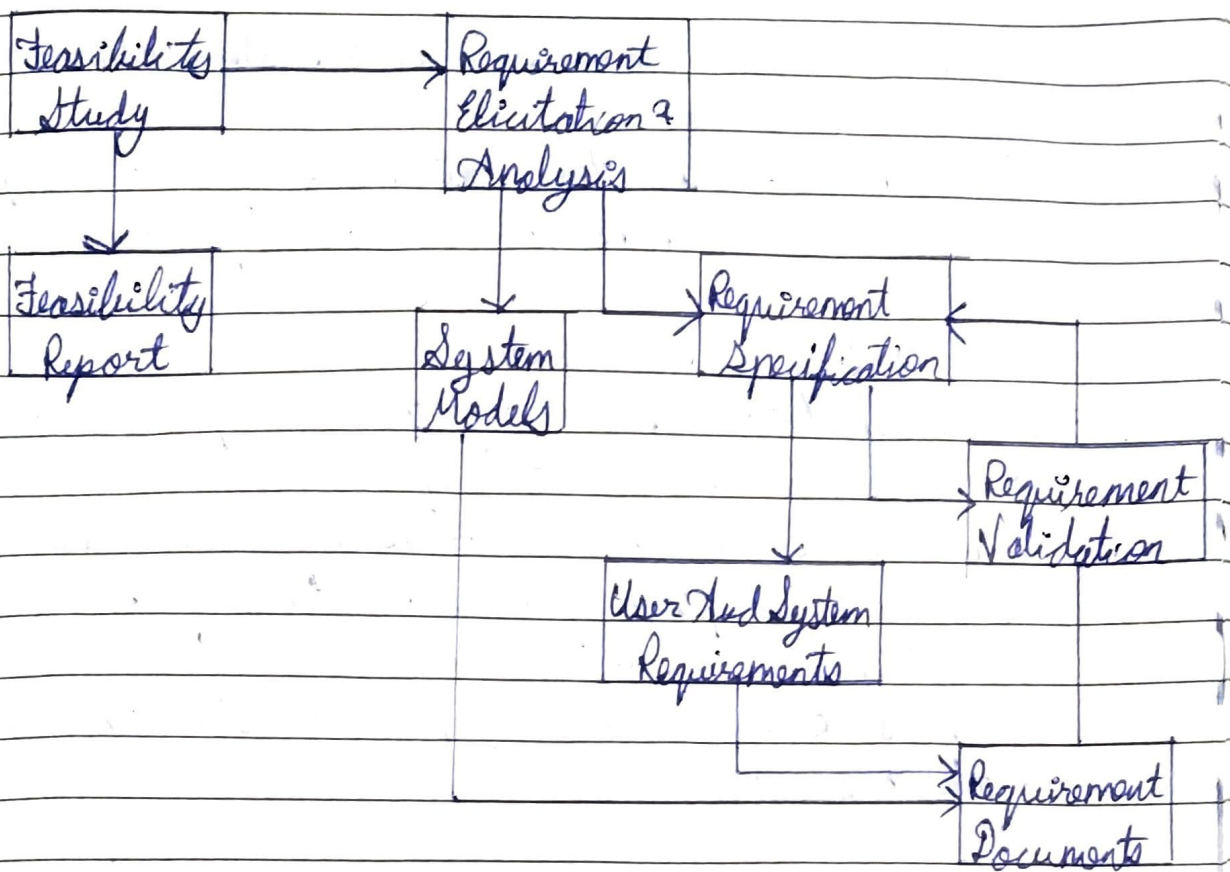 Feasibility
Study
Requirement
Elicitation &
Analysis
Feasibility
Report
System
Models
Requirement
Specification
Requirement
Validation
User And System
Requirements
Requirement
Documents